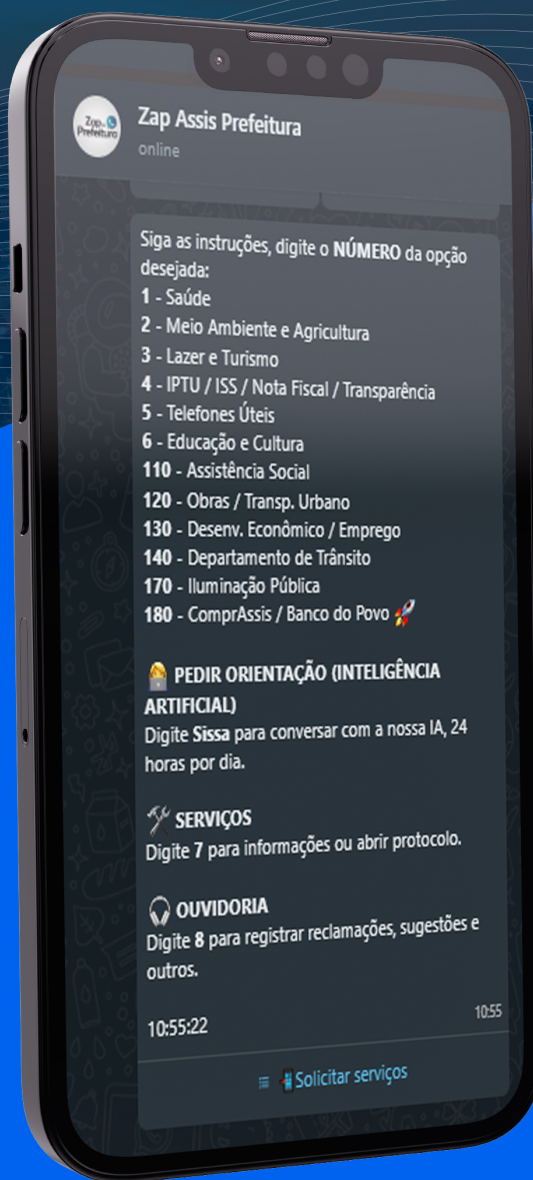 Zap da
Prefeitura
Zap Assis Prefeitura
online
Siga as instruções, digite o NÚMERO da opção
desejada:
1 - Saúde
2 - Meio Ambiente e Agricultura
3 - Lazer e Turismo
4 - IPTU / ISS / Nota Fiscal / Transparência
5 - Telefones Úteis
6 - Educação e Cultura
110 - Assistência Social
120 - Obras / Transp. Urbano
130 - Desenv. Econômico / Emprego
140 - Departamento de Trânsito
170 - Iluminação Pública
180 - ComprAssis / Banco do Povo 🚀
🙋 PEDIR ORIENTAÇÃO (INTELIGÊNCIA
ARTIFICIAL)
Digite Sissa para conversar com a nossa IA, 24
horas por dia.
🛠 SERVIÇOS
Digite 7 para informações ou abrir protocolo.
🎧 OUVIDORIA
Digite 8 para registrar reclamações, sugestões e
outros.
10:55:22
10:55
📲Solicitar serviços